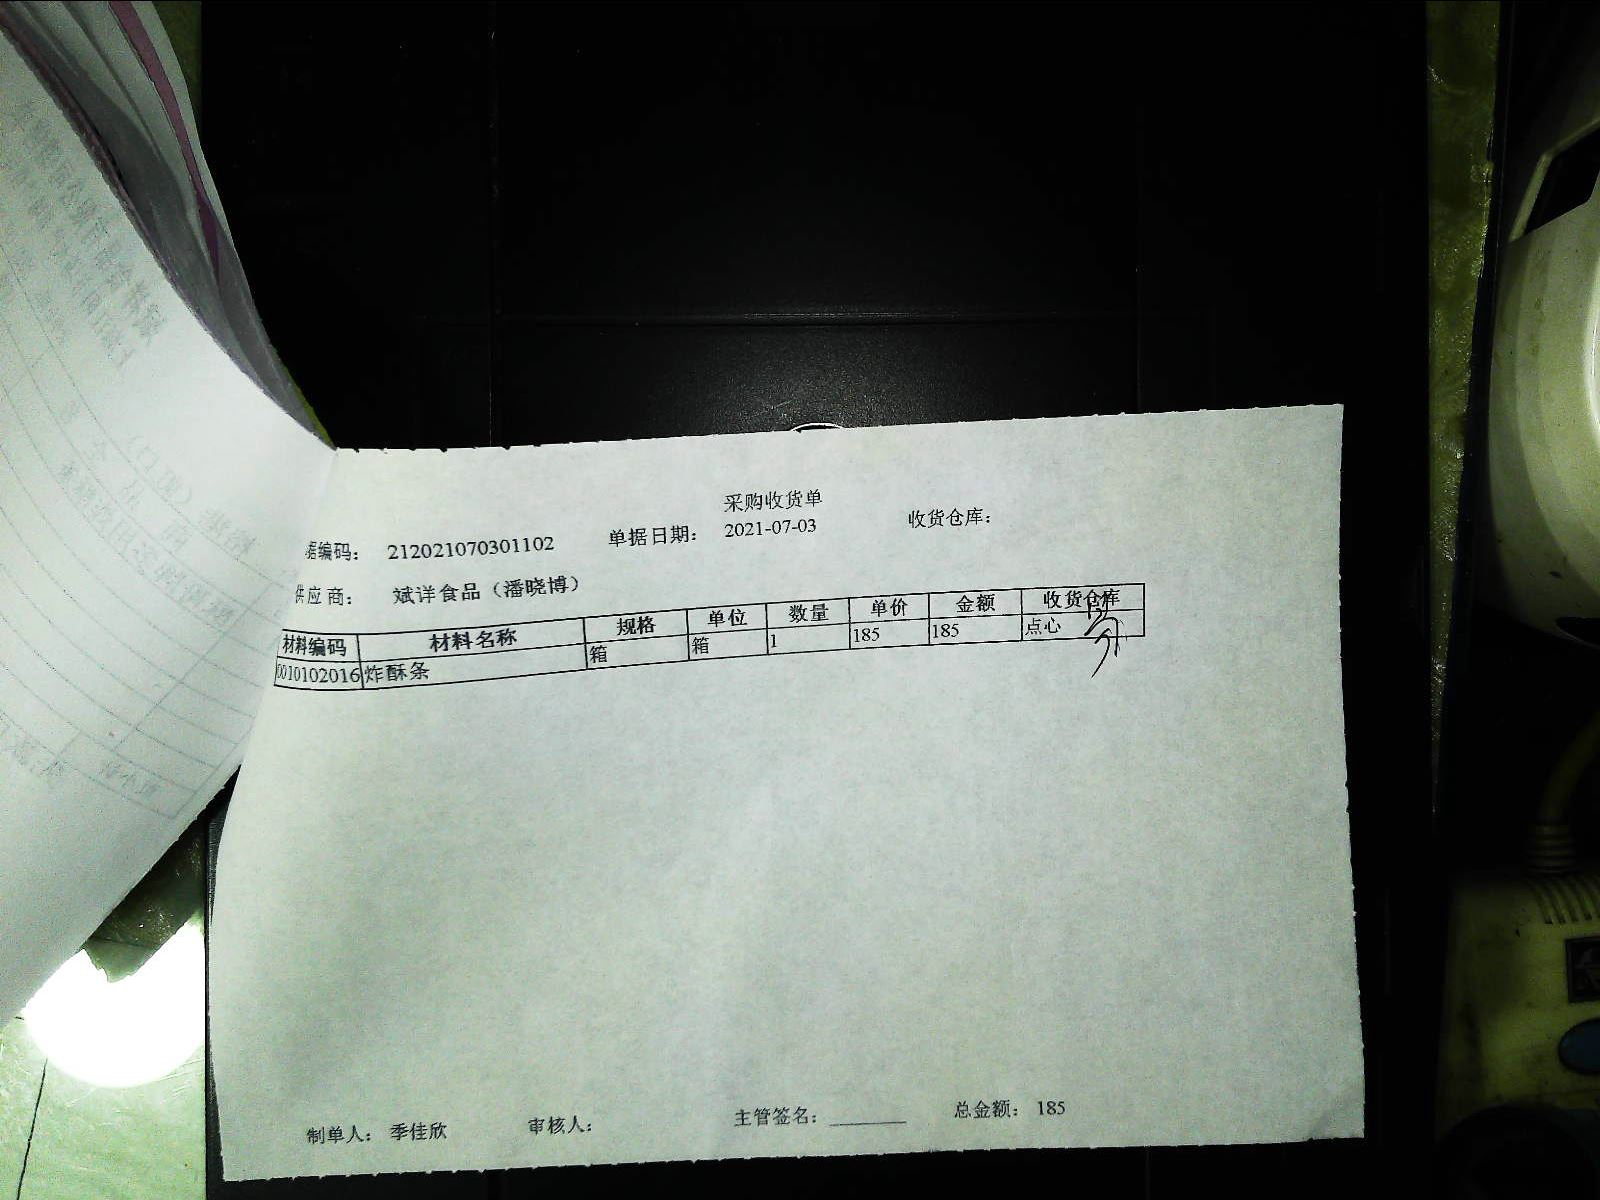 采购收货单
据编码： 212021070301102 单据日期： 2021-07-03 收货仓库：
供应商： 斌洋食品（潘晓博）
材料编码 材料名称 规格 单位 数量 单价 金额 收货仓库
0010102016 炸酥条 箱 箱 1 185 185 点心
制单人： 季佳欣 审核人： 主管签名：________ 总金额： 185